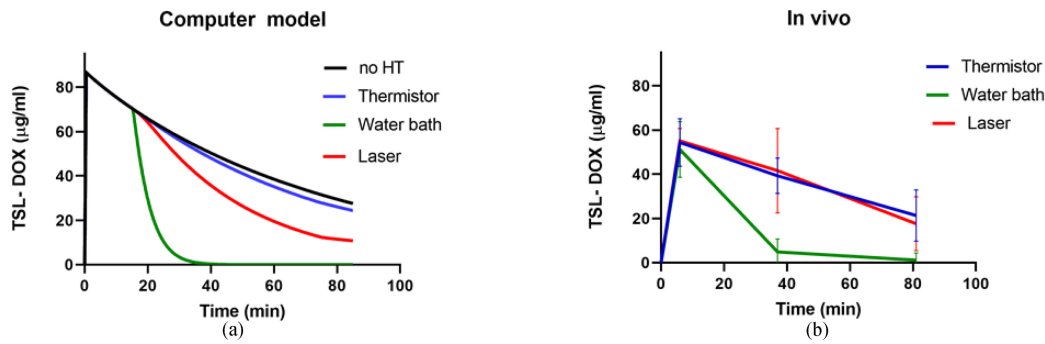 Computer model
TSL- DOX (µg/ml)
80
60
40
20
0
0 20 40 60 80 100
Time (min)
no HT
Thermistor
Water bath
Laser
(a)
In vivo
TSL- DOX (µg/ml)
80
60
40
20
0
0 20 40 60 80 100
Time (min)
Thermistor
Water bath
Laser
(b)